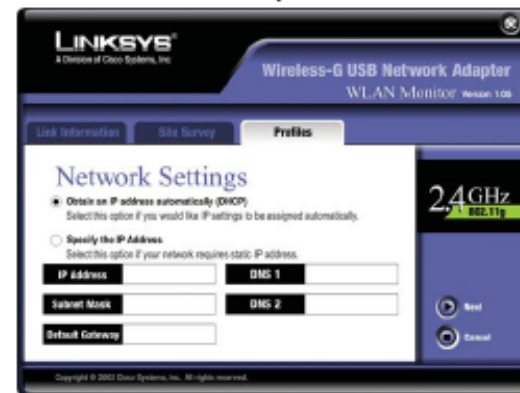 LINKSYS®
A Division of Cisco Systems, Inc.
Wireless-G USB Network Adapter
WLAN Monitor Version 1.05
Link Information
Site Survey
Profiles
Network Settings
Obtain an IP address automatically (DHCP)
Select this option if you would like IP settings to be assigned automatically.
Specify the IP Address
Select this option if your network requires static IP address.
IP Address
DNS 1
Subnet Mask
DNS 2
Default Gateway
2.4GHz
802.11g
Next
Cancel
Copyright © 2003 Cisco Systems, Inc. All rights reserved.